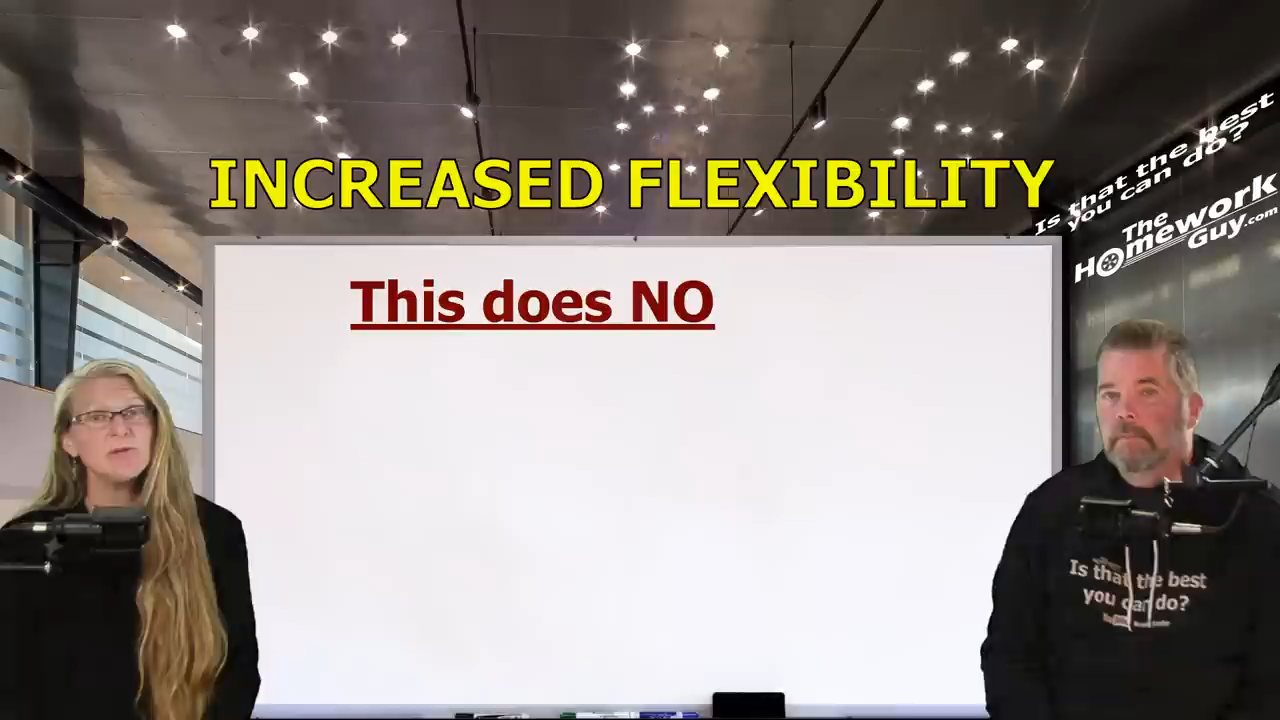 INCREASED FLEXIBILITY
This does NO
Is that the best
you can do?
The
Homework
Guy.com
Is that the best
you can do?